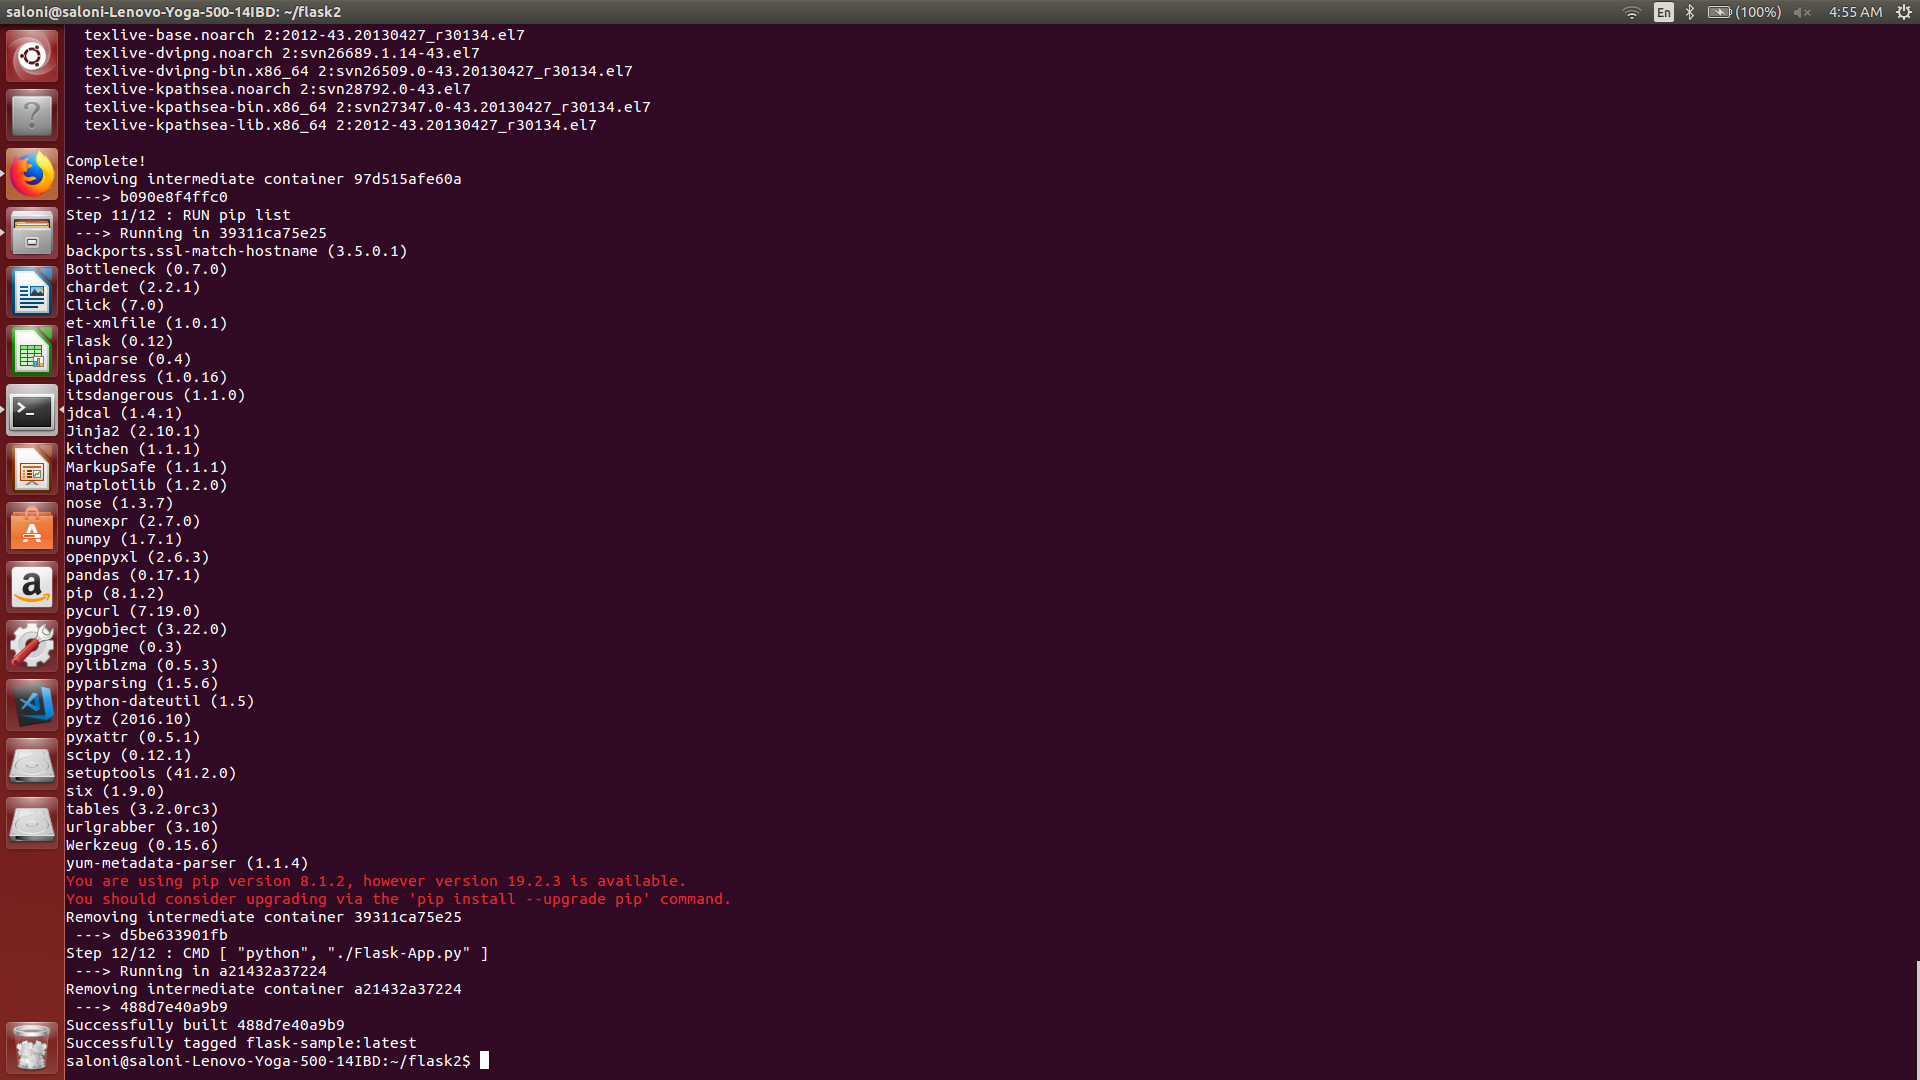 saloni@saloni-Lenovo-Yoga-500-14IBD: ~/flask2
En
(100%)
4:55 AM
texlive-base.noarch 2:2012-43.20130427_r30134.el7
texlive-dvipng.noarch 2:svn26689.1.14-43.el7
texlive-dvipng-bin.x86_64 2:svn26509.0-43.20130427_r30134.el7
texlive-kpathsea.noarch 2:svn28792.0-43.el7
texlive-kpathsea-bin.x86_64 2:svn27347.0-43.20130427_r30134.el7
texlive-kpathsea-lib.x86_64 2:2012-43.20130427_r30134.el7
Complete!
Removing intermediate container 97d515afe60a
---> b090e8f4ffc0
Step 11/12 : RUN pip list
---> Running in 39311ca75e25
backports.ssl-match-hostname (3.5.0.1)
Bottleneck (0.7.0)
chardet (2.2.1)
Click (7.0)
et-xmlfile (1.0.1)
Flask (0.12)
iniparse (0.4)
ipaddress (1.0.16)
itsdangerous (1.1.0)
jdcal (1.4.1)
Jinja2 (2.10.1)
kitchen (1.1.1)
MarkupSafe (1.1.1)
matplotlib (1.2.0)
nose (1.3.7)
numexpr (2.7.0)
numpy (1.7.1)
openpyxl (2.6.3)
pandas (0.17.1)
pip (8.1.2)
pycurl (7.19.0)
pygobject (3.22.0)
pygpgme (0.3)
pyliblzma (0.5.3)
pyparsing (1.5.6)
python-dateutil (1.5)
pytz (2016.10)
pyxattr (0.5.1)
scipy (0.12.1)
setuptools (41.2.0)
six (1.9.0)
tables (3.2.0rc3)
urlgrabber (3.10)
Werkzeug (0.15.6)
yum-metadata-parser (1.1.4)
You are using pip version 8.1.2, however version 19.2.3 is available.
You should consider upgrading via the 'pip install --upgrade pip' command.
Removing intermediate container 39311ca75e25
---> d5be633901fb
Step 12/12 : CMD [ "python", "./Flask-App.py" ]
---> Running in a21432a37224
Removing intermediate container a21432a37224
---> 488d7e40a9b9
Successfully built 488d7e40a9b9
Successfully tagged flask-sample:latest
saloni@saloni-Lenovo-Yoga-500-14IBD:~/flask2$